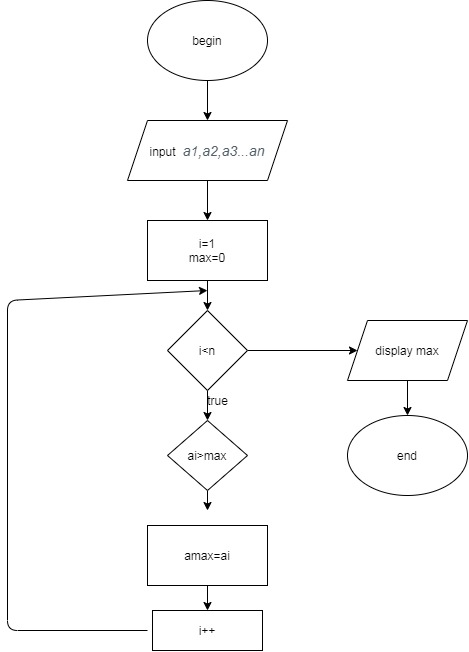 begin
input a1,a2,a3...an
i=1
max=0
i<n
display max
true
ai>max
end
amax=ai
i++